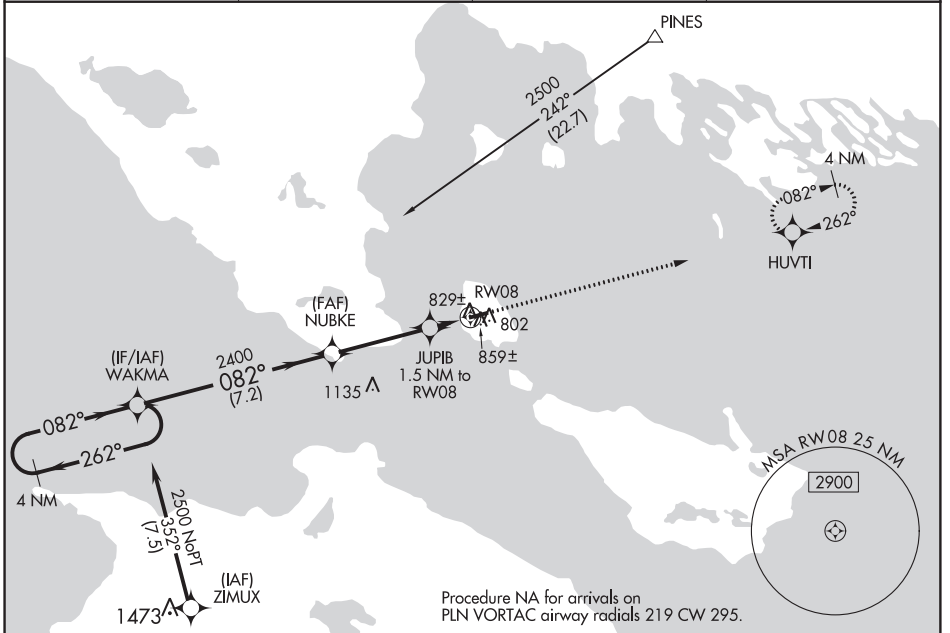 PINES
2500
242°
(22.7)
4 NM
082°
262°
HUVTI
(FAF)
NUBKE
829±
RW08
802
859±
JUPIB
1.5 NM to
RW08
1135
(IF/IAF)
WAKMA
2400
082°
(7.2)
082°
262°
4 NM
2500 NoPT
352°
(7.5)
(IAF)
ZIMUX
1473
MSA RW08 25 NM
2900
Procedure NA for arrivals on
PLN VORTAC airway radials 219 CW 295.